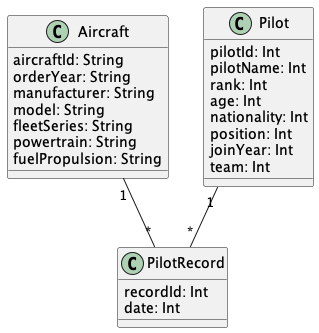 C Aircraft
aircraftId: String
orderYear: String
manufacturer: String
model: String
fleetSeries: String
powertrain: String
fuelPropulsion: String
C Pilot
pilotId: Int
pilotName: Int
rank: Int
age: Int
nationality: Int
position: Int
joinYear: Int
team: Int
1
*
1
*
C PilotRecord
recordId: Int
date: Int